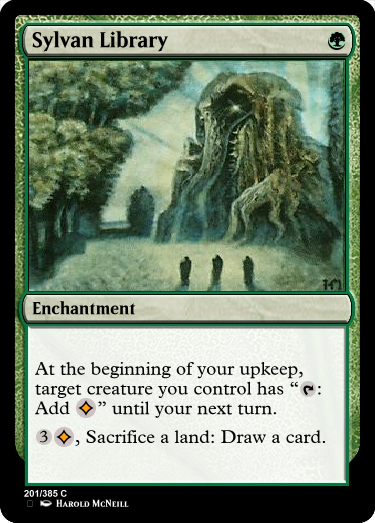 Sylvan Library
Enchantment
At the beginning of your upkeep,
target creature you control has “:
Add ” until your next turn.
3, Sacrifice a land: Draw a card.
201/385 C
Harold McNeill